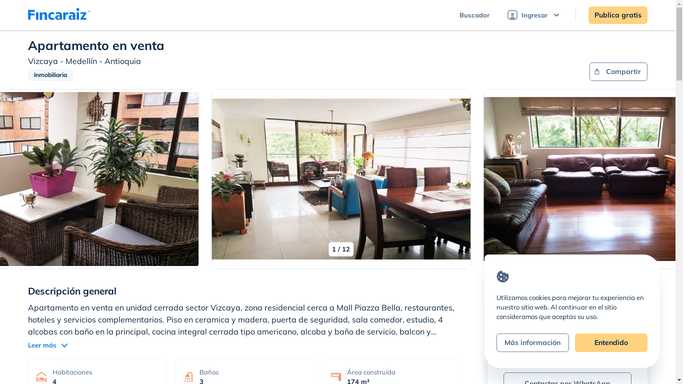 Fincaraiz
Buscador
Ingresar
Publica gratis
Apartamento en venta
Vizcaya - Medellín - Antioquia
Inmobiliaria
Compartir
1 / 12
Descripción general
Apartamento en venta en unidad cerrada sector Vizcaya, zona residencial cerca a Mall Piazza Bella, restaurantes,
hoteles y servicios complementarios. Piso en ceramica y madera, puerta de seguridad, sala comedor, estudio, 4
alcobas con baño en la principal, cocina integral cerrada tipo americano, alcoba y baño de servicio, balcon y...
Leer más
Habitaciones
4
Baños
3
Área construida
174 m²
Utilizamos cookies para mejorar tu experiencia en
nuestro sitio web. Al continuar en el sitio
consideramos que aceptas su uso.
Más información
Entendido
Contactar por WhatsApp